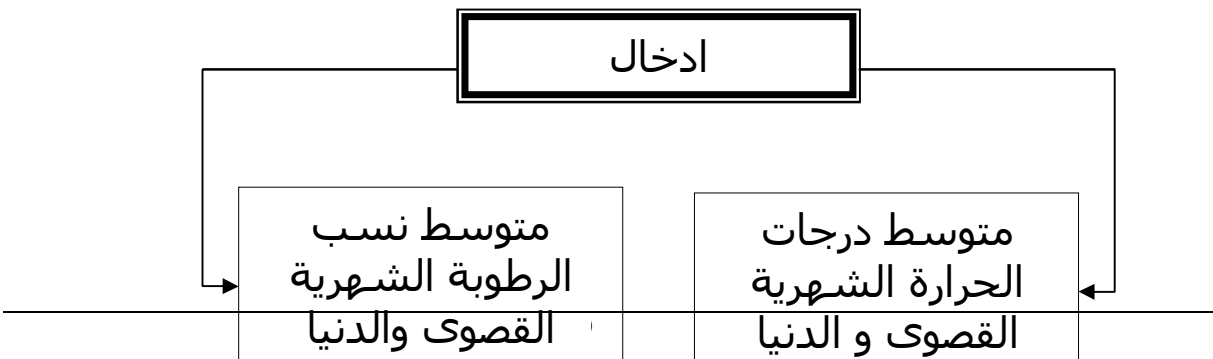 ادخال
متوسط درجات
الحرارة الشهرية
القصوى و الدنيا
متوسط نسب
الرطوبة الشهرية
القصوى والدنيا